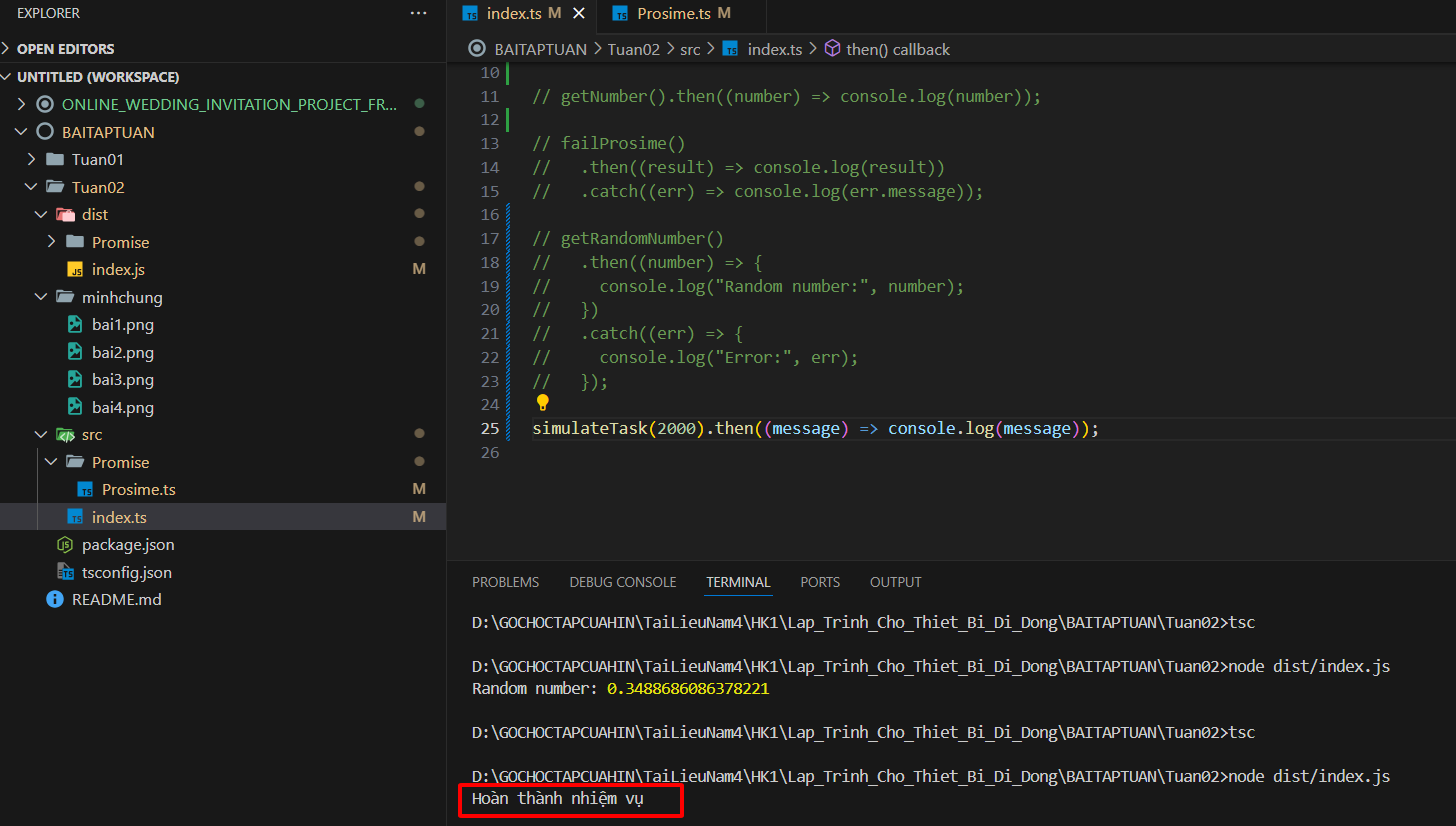 EXPLORER
OPEN EDITORS
UNTITLED (WORKSPACE)
ONLINE_WEDDING_INVITATION_PROJECT_FR...
BAITAPTUAN
Tuan01
Tuan02
dist
Promise
index.js M
minhchung
bai1.png
bai2.png
bai3.png
bai4.png
src
Promise
Prosime.ts M
index.ts M
package.json
tsconfig.json
README.md
index.ts M Prosime.ts M
BAITAPTUAN > Tuan02 > src > index.ts > then() callback
10
11 // getNumber().then((number) => console.log(number));
12
13 // failProsime()
14 //   .then((result) => console.log(result))
15 //   .catch((err) => console.log(err.message));
16
17 // getRandomNumber()
18 //   .then((number) => {
19 //     console.log("Random number:", number);
20 //   })
21 //   .catch((err) => {
22 //     console.log("Error:", err);
23 //   });
24
25 simulateTask(2000).then((message) => console.log(message));
26
PROBLEMS DEBUG CONSOLE TERMINAL PORTS OUTPUT
D:\GOCHOCTAPCUAHIN\TaiLieuNam4\HK1\Lap_Trinh_Cho_Thiet_Bi_Di_Dong\BAITAPTUAN\Tuan02>tsc
D:\GOCHOCTAPCUAHIN\TaiLieuNam4\HK1\Lap_Trinh_Cho_Thiet_Bi_Di_Dong\BAITAPTUAN\Tuan02>node dist/index.js
Random number: 0.3488686086378221
D:\GOCHOCTAPCUAHIN\TaiLieuNam4\HK1\Lap_Trinh_Cho_Thiet_Bi_Di_Dong\BAITAPTUAN\Tuan02>tsc
D:\GOCHOCTAPCUAHIN\TaiLieuNam4\HK1\Lap_Trinh_Cho_Thiet_Bi_Di_Dong\BAITAPTUAN\Tuan02>node dist/index.js
Hoàn thành nhiệm vụ